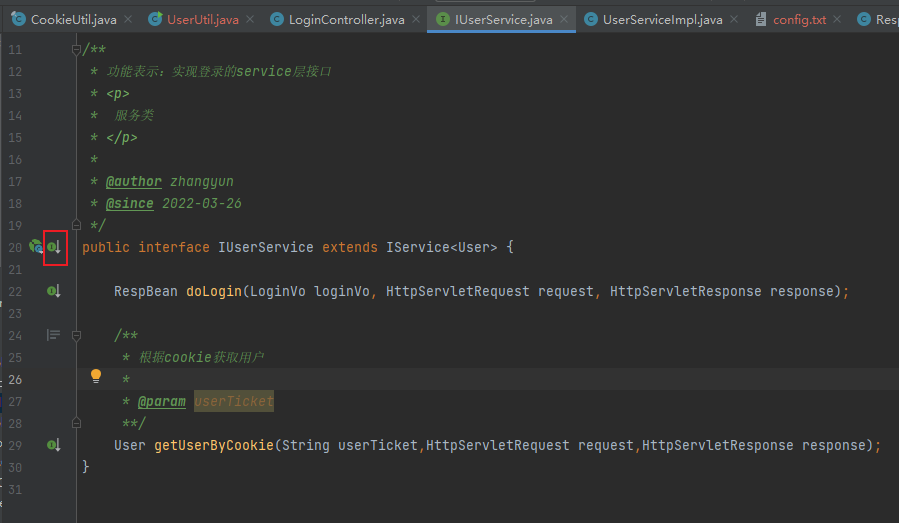 CookieUtil.java UserUtil.java LoginController.java IUserService.java UserServiceImpl.java config.txt Res
11 /**
12 * 功能表示：实现登录的service层接口
13 * <p>
14 * 服务类
15 * </p>
16 *
17 * @author zhangyun
18 * @since 2022-03-26
19 */
20 public interface IUserService extends IService<User> {
21
22 RespBean doLogin(LoginVo loginVo, HttpServletRequest request, HttpServletResponse response);
23
24 /**
25 * 根据cookie获取用户
26 *
27 * @param userTicket
28 **/
29 User getUserByCookie(String userTicket,HttpServletRequest request,HttpServletResponse response);
30 }
31